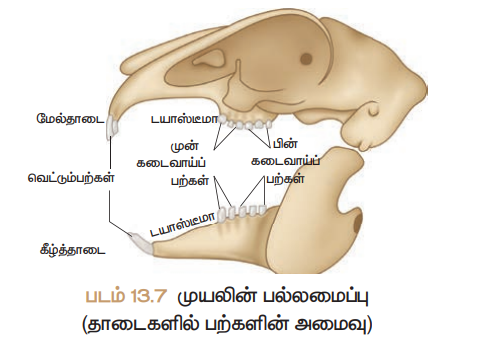 மேல்தாடை
டயாஸ்டீமா
முன்
கடைவாய்ப்
பற்கள்
பின்
கடைவாய்ப்
பற்கள்
வெட்டும்பற்கள்
டயாஸ்டீமா
கீழ்த்தாடை
படம் 13.7 முயலின் பல்லமைப்பு
(தாடைகளில் பற்களின் அமைவு)